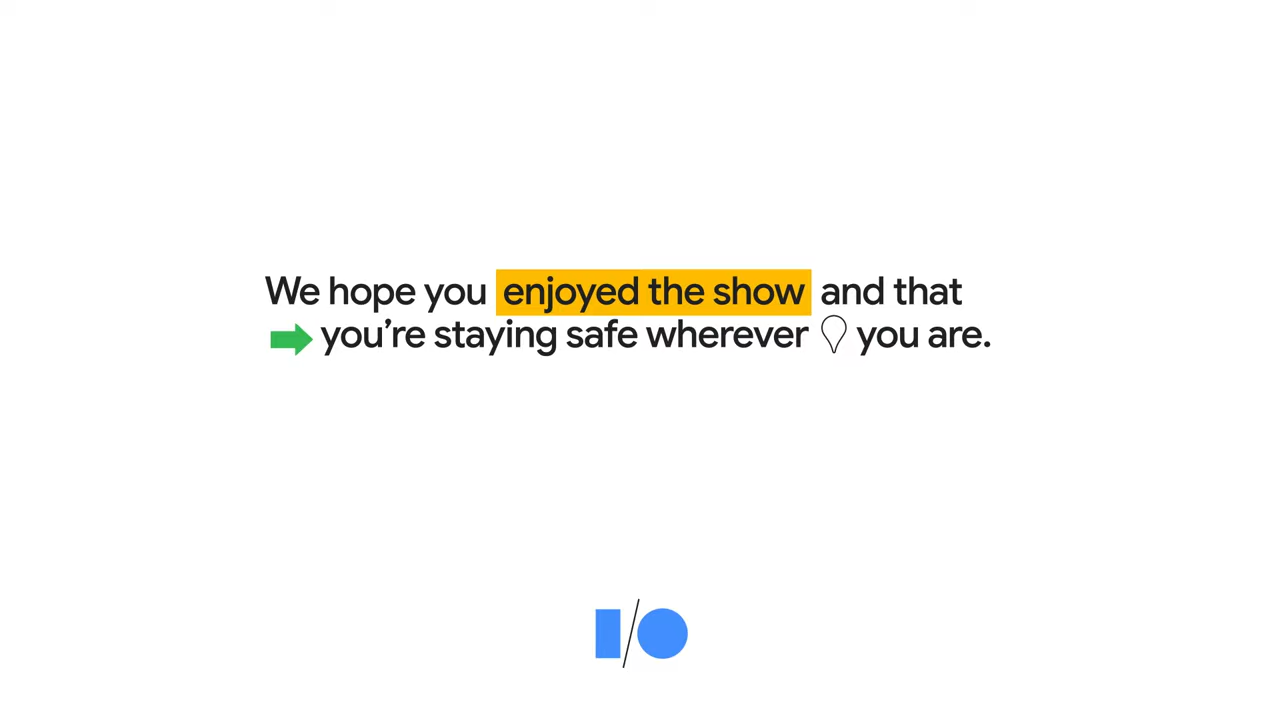 We hope you enjoyed the show and that
you’re staying safe wherever you are.
I/O